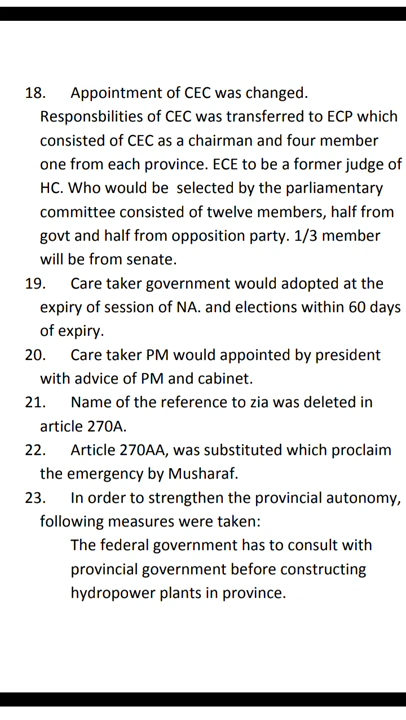 18. Appointment of CEC was changed.
Responsbilities of CEC was transferred to ECP which
consisted of CEC as a chairman and four member
one from each province. ECE to be a former judge of
HC. Who would be selected by the parliamentary
committee consisted of twelve members, half from
govt and half from opposition party. 1/3 member
will be from senate.
19. Care taker government would adopted at the
expiry of session of NA. and elections within 60 days
of expiry.
20. Care taker PM would appointed by president
with advice of PM and cabinet.
21. Name of the reference to zia was deleted in
article 270A.
22. Article 270AA, was substituted which proclaim
the emergency by Musharaf.
23. In order to strengthen the provincial autonomy,
following measures were taken:
The federal government has to consult with
provincial government before constructing
hydropower plants in province.